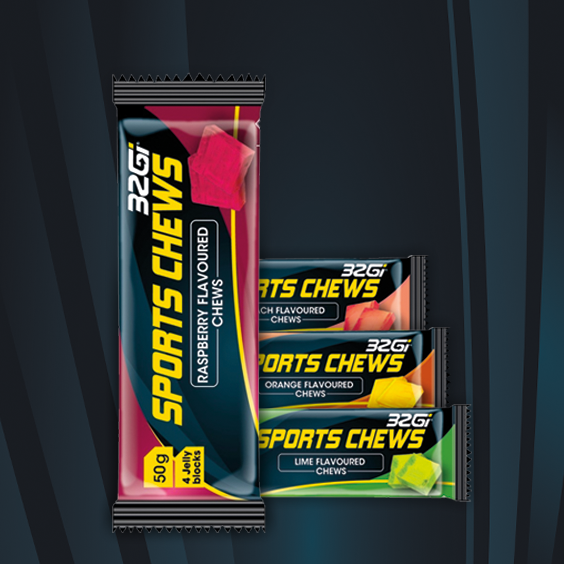 32Gi
SPORTS CHEWS
RASPBERRY FLAVOURED
CHEWS
50g
4 Jelly
blocks
32Gi
RTS CHEWS
CH FLAVOURED
CHEWS
32Gi
PORTS CHEWS
ORANGE FLAVOURED
CHEWS
32Gi
SPORTS CHEWS
LIME FLAVOURED
CHEWS